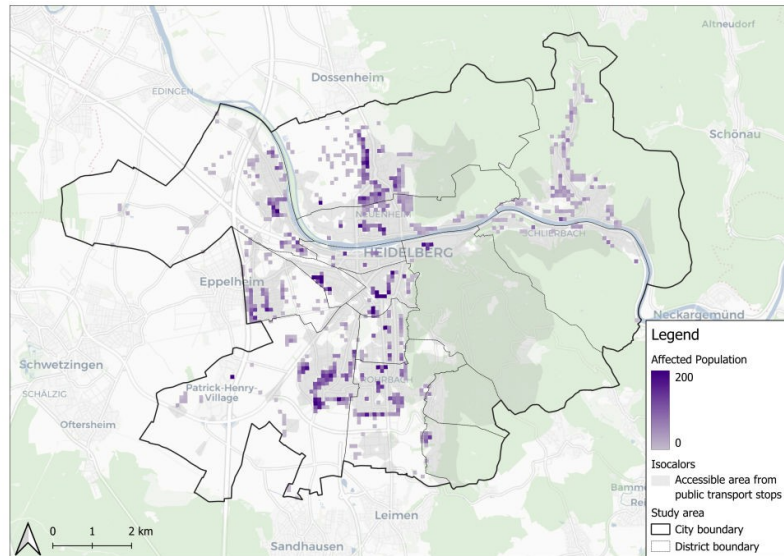 Altneudorf
Dossenheim
EDINGEN
Schönau
NEUENHEIM
SCHLIERBACH
HEIDELBERG
Eppelheim
Neckargemünd
Schwetzingen
SCHÄLZIG
Patrick-Henry-
Village
ROHRBACH
Oftersheim
Leimen
Sandhausen
0 1 2 km
Legend
Affected Population
200
0
Isocalors
Accessible area from
public transport stops
Study area
City boundary
District boundary